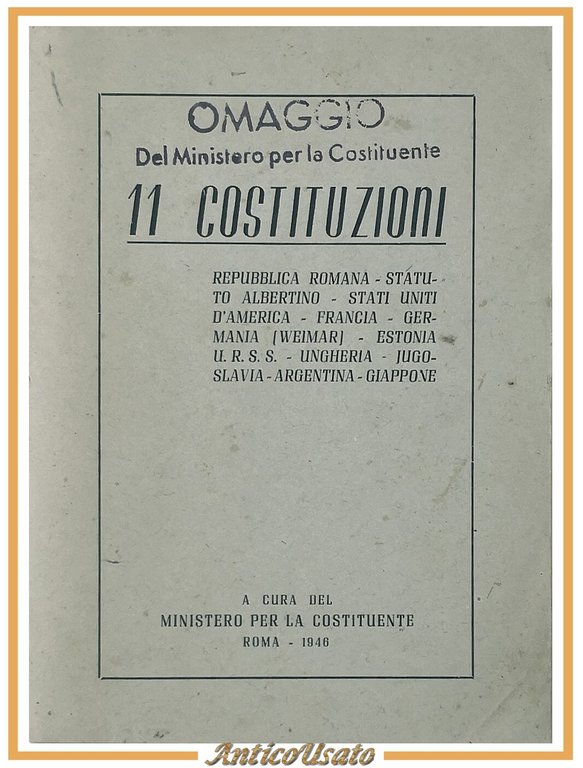 OMAGGIO
Del Ministero per la Costituente
11 COSTITUZIONI
REPUBBLICA ROMANA - STATU-
TO ALBERTINO - STATI UNITI
D'AMERICA - FRANCIA - GER-
MANIA (WEIMAR) - ESTONIA
U. R. S. S. - UNGHERIA - JUGO-
SLAVIA - ARGENTINA - GIAPPONE
A CURA DEL
MINISTERO PER LA COSTITUENTE
ROMA - 1946
AnticoUsato